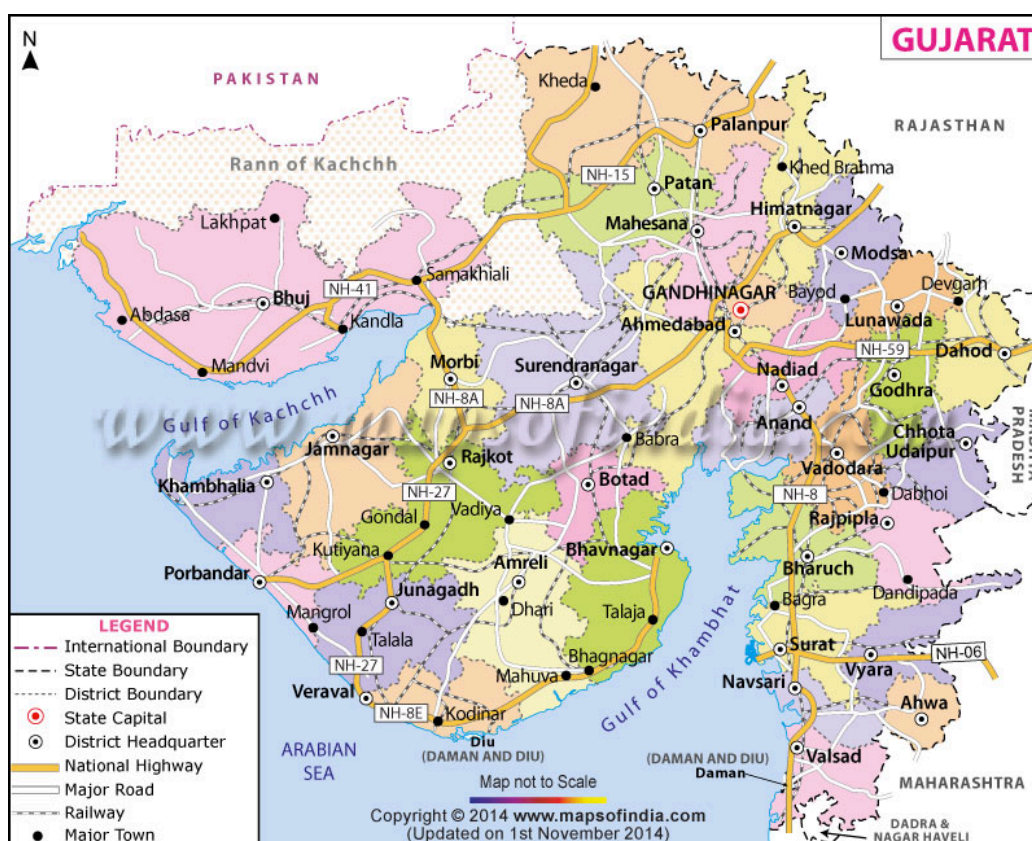 GUJARAT
N
PAKISTAN
RAJASTHAN
Kheda
Palanpur
Khed Brahma
Rann of Kachchh
NH-15
Patan
Mahesana
Himatnagar
Lakhpat
Modsa
Samakhiali
GANDHINAGAR
Bayod
Devgarh
NH-41
Bhuj
Lunawada
Abdasa
Kandla
Ahmedabad
NH-59
Dahod
Mandvi
Morbi
Surendranagar
Nadiad
Godhra
NH-8A
NH-8A
Gulf of Kachchh
Anand
Chhota
Udaipur
PRADESH
www.mapsofindia.com
Jamnagar
Babra
Rajkot
Vadodara
Khambhalia
Botad
NH-27
NH-8
Dabhoi
Gondal
Vadiya
Rajpipla
Kutiyana
Bhavnagar
Porbandar
Amreli
Bharuch
Junagadh
Dhari
Dandipada
Mangrol
Talala
Talaja
Bagra
Gulf of Khambhat
NH-27
Bhagnagar
Surat
NH-06
Mahuva
Vyara
Veraval
NH-8E
Navsari
Kodinar
Ahwa
Diu
(DAMAN AND DIU)
ARABIAN
SEA
Valsad
(DAMAN AND DIU)
Daman
MAHARASHTRA
DADRA &
NAGAR HAVELI
LEGEND
International Boundary
State Boundary
District Boundary
State Capital
District Headquarter
National Highway
Major Road
Railway
Major Town
Map not to Scale
Copyright © 2014 www.mapsofindia.com
(Updated on 1st November 2014)